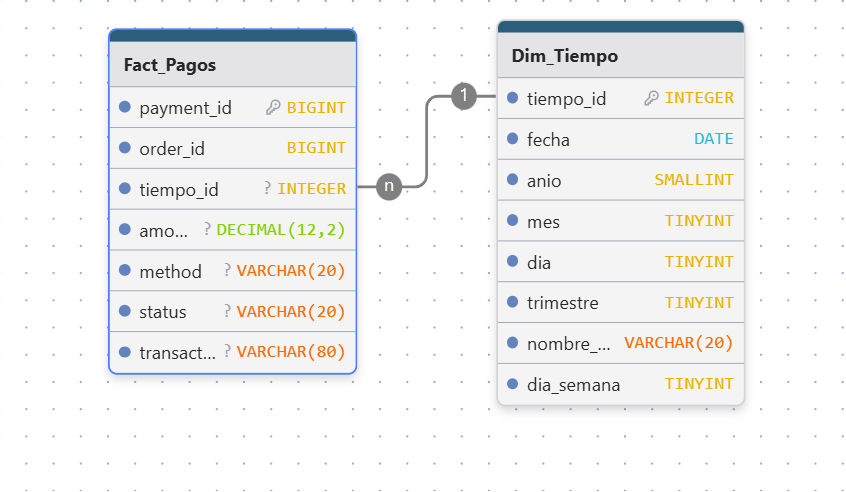 Fact_Pagos
payment_id BIGINT
order_id BIGINT
tiempo_id ? INTEGER
amo... ? DECIMAL(12,2)
method ? VARCHAR(20)
status ? VARCHAR(20)
transact... ? VARCHAR(80)
n
1
Dim_Tiempo
tiempo_id INTEGER
fecha DATE
anio SMALLINT
mes TINYINT
dia TINYINT
trimestre TINYINT
nombre_... VARCHAR(20)
dia_semana TINYINT